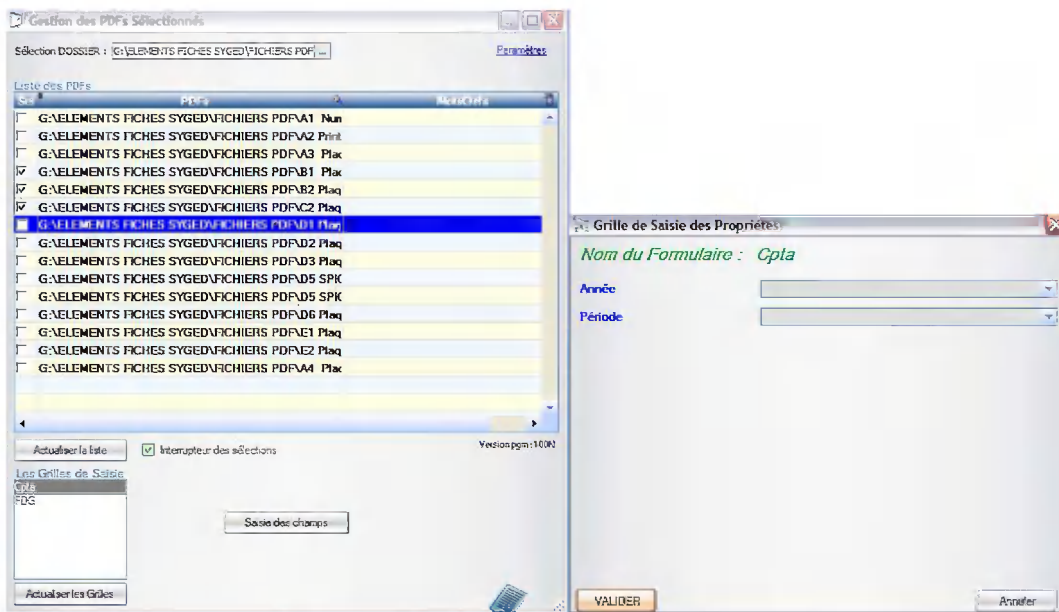 Gestion des PDFs Sélectionnés
Sélection DOSSIER : G:\ELEMENTS FICHES SYGED\FICHIERS PDF\ ...
Paramètres
Liste des PDFs
Sél PDFs MotsClefs
G:\ELEMENTS FICHES SYGED\FICHIERS PDF\A1 Num
G:\ELEMENTS FICHES SYGED\FICHIERS PDF\A2 Print
G:\ELEMENTS FICHES SYGED\FICHIERS PDF\A3 Plac
G:\ELEMENTS FICHES SYGED\FICHIERS PDF\B1 Plac
G:\ELEMENTS FICHES SYGED\FICHIERS PDF\B2 Plaq
G:\ELEMENTS FICHES SYGED\FICHIERS PDF\C2 Plaq
G:\ELEMENTS FICHES SYGED\FICHIERS PDF\D1 Plaq
G:\ELEMENTS FICHES SYGED\FICHIERS PDF\D2 Plaq
G:\ELEMENTS FICHES SYGED\FICHIERS PDF\D3 Plaq
G:\ELEMENTS FICHES SYGED\FICHIERS PDF\D5 SPK
G:\ELEMENTS FICHES SYGED\FICHIERS PDF\D5 SPK
G:\ELEMENTS FICHES SYGED\FICHIERS PDF\D6 Plaq
G:\ELEMENTS FICHES SYGED\FICHIERS PDF\E1 Plaq
G:\ELEMENTS FICHES SYGED\FICHIERS PDF\E2 Plaq
G:\ELEMENTS FICHES SYGED\FICHIERS PDF\A4 Plac
Actualiser la liste
Interrupteur des sélections
Version pgm : 1.00N
Les Grilles de Saisie
Cpta
FDG
Saisie des champs
Actualiser les Grilles
Grille de Saisie des Propriétés
Nom du Formulaire : Cpta
Année
Période
VALIDER
Annuler